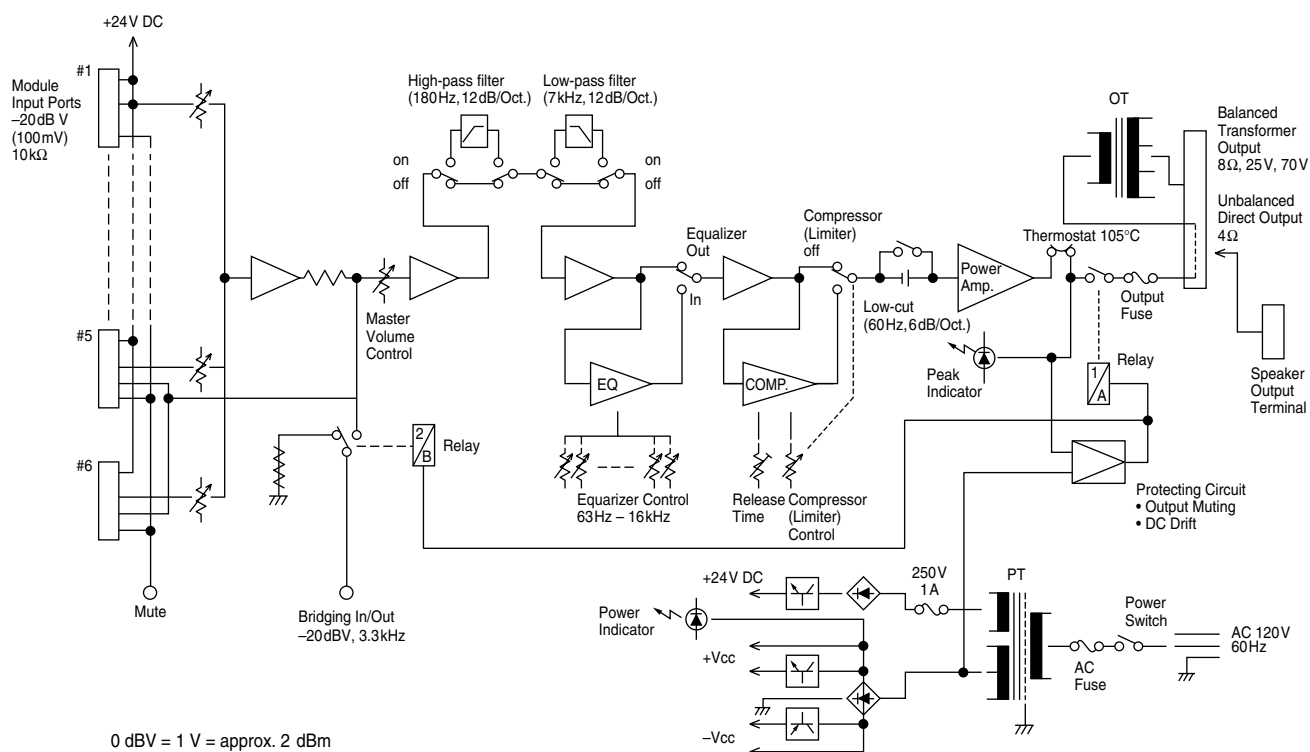 +24V DC
#1
Module
Input Ports
–20dB V
(100mV)
10kΩ
High-pass filter
(180Hz, 12dB/Oct.)
Low-pass filter
(7kHz, 12dB/Oct.)
on
off
on
off
OT
Balanced
Transformer
Output
8Ω, 25V, 70V
Unbalanced
Direct Output
4Ω
Equalizer
Out
In
Compressor
(Limiter)
off
Thermostat 105°C
Power
Amp.
Low-cut
(60Hz, 6dB/Oct.)
Output
Fuse
Master
Volume
Control
#5
EQ
COMP.
Peak
Indicator
1
A
Relay
Speaker
Output
Terminal
2
B
Relay
#6
Equarizer Control
63Hz – 16kHz
Release
Time
Compressor
(Limiter)
Control
Protecting Circuit
• Output Muting
• DC Drift
Mute
Bridging In/Out
–20dBV, 3.3kHz
+24V DC
250V
1A
PT
Power
Indicator
Power
Switch
AC 120V
60Hz
AC
Fuse
+Vcc
–Vcc
0 dBV = 1 V = approx. 2 dBm